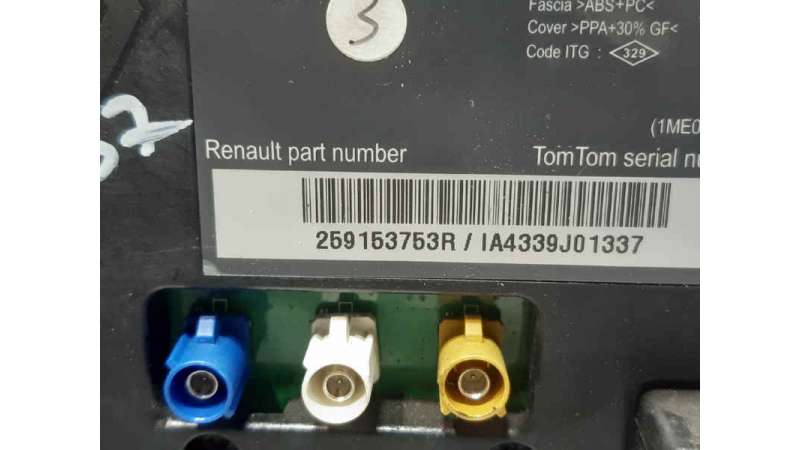 3
Fascia >ABS+PC<
Cover >PPA+30% GF<
Code ITG : 329
(1ME0
Renault part number
TomTom serial nu
259153753R / IA4339J01337